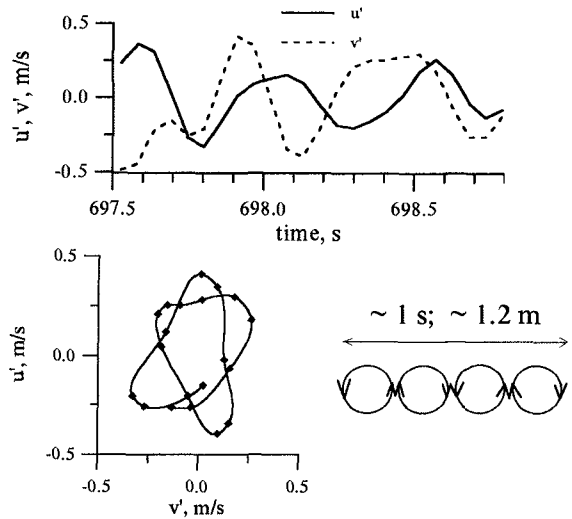 u'
v'
0.5
0.0
-0.5
u', v', m/s
697.5 698.0 698.5
time, s
0.5
0.0
-0.5
u', m/s
-0.5 0.0 0.5
v', m/s
~ 1 s; ~ 1.2 m